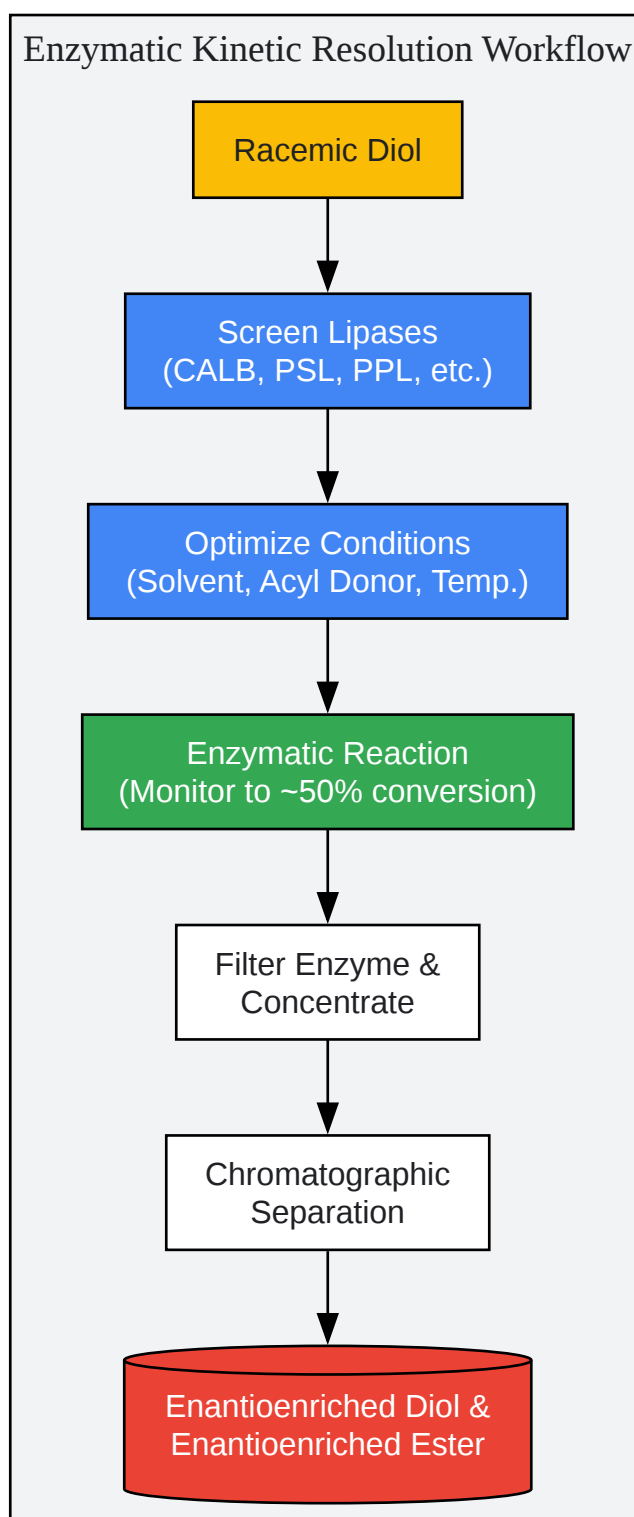 Enzymatic Kinetic Resolution Workflow
Racemic Diol
Screen Lipases
(CALB, PSL, PPL, etc.)
Optimize Conditions
(Solvent, Acyl Donor, Temp.)
Enzymatic Reaction
(Monitor to ~50% conversion)
Filter Enzyme &
Concentrate
Chromatographic
Separation
Enantioenriched Diol &
Enantioenriched Ester